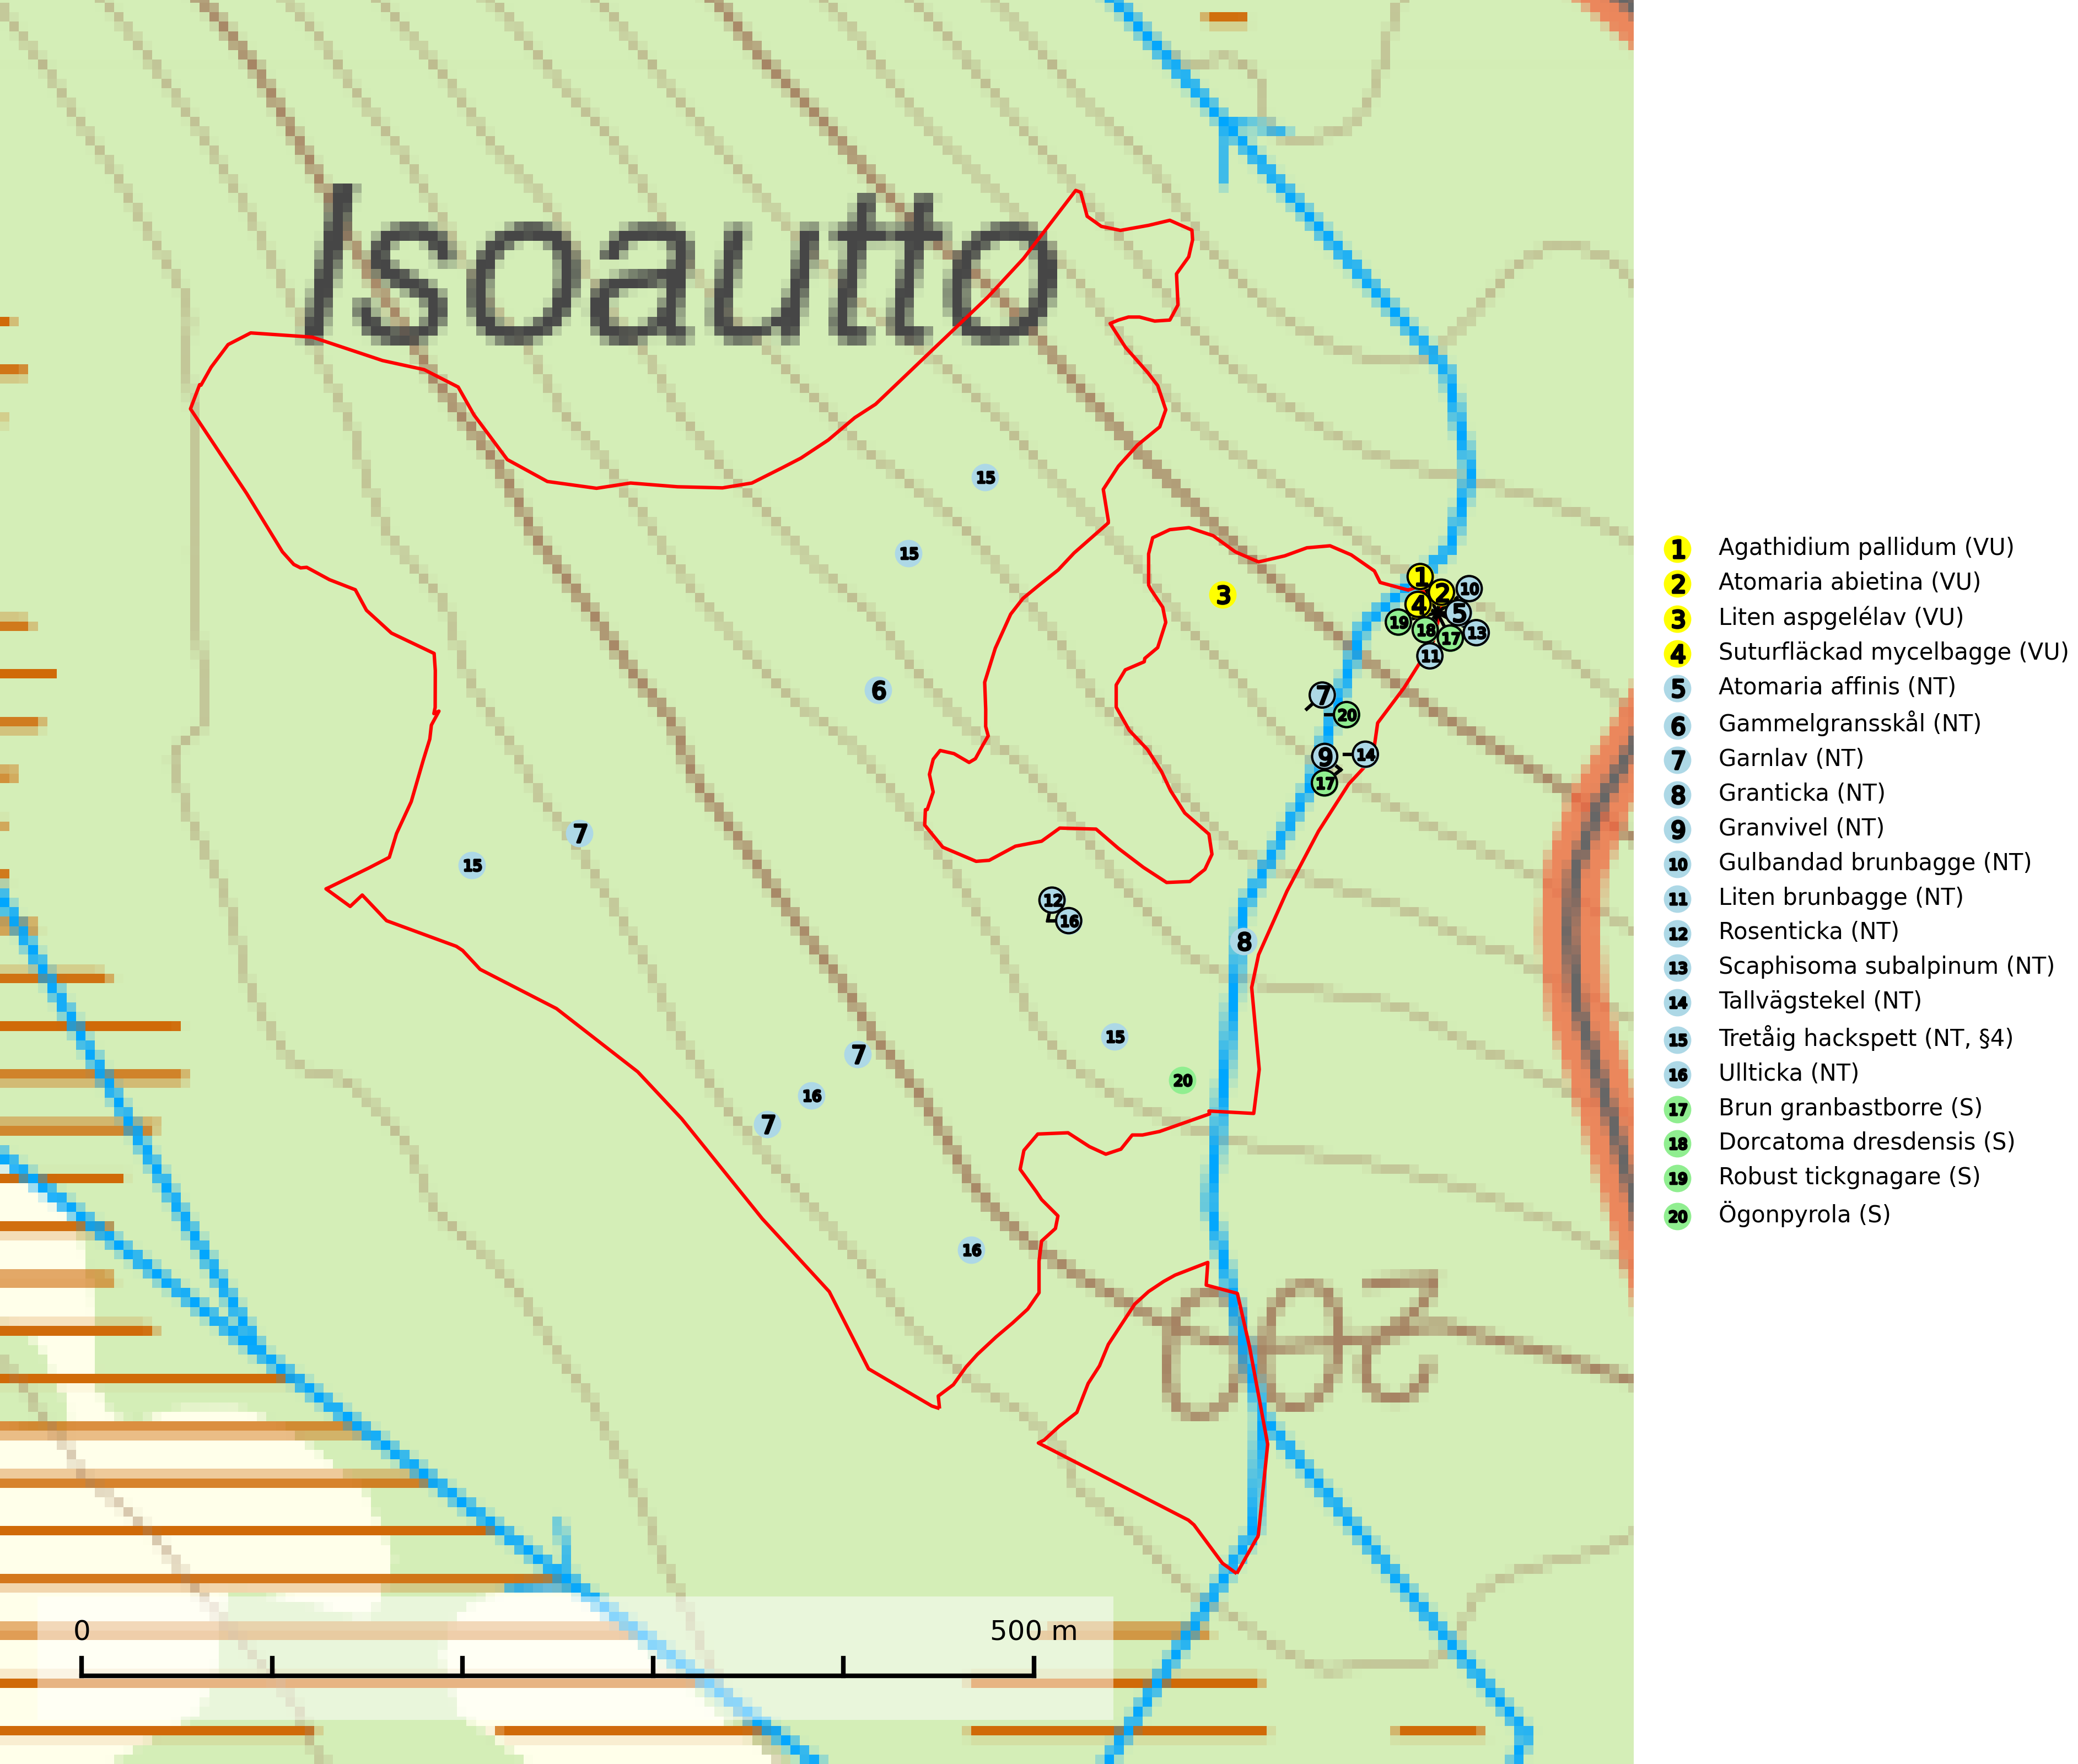 Isoautto
15
15
3
1
2
10
4
5
19
18
17
13
11
6
7
20
9
14
17
7
15
12
16
8
15
7
20
16
7
16
200
0 500 m
1 Agathidium pallidum (VU)
2 Atomaria abietina (VU)
3 Liten aspgelélav (VU)
4 Suturfläckad mycelbagge (VU)
5 Atomaria affinis (NT)
6 Gammelgransskål (NT)
7 Garnlav (NT)
8 Granticka (NT)
9 Granvivel (NT)
10 Gulbandad brunbagge (NT)
11 Liten brunbagge (NT)
12 Rosenticka (NT)
13 Scaphisoma subalpinum (NT)
14 Tallvägstekel (NT)
15 Tretåig hackspett (NT, §4)
16 Ullticka (NT)
17 Brun granbastborre (S)
18 Dorcatoma dresdensis (S)
19 Robust tickgnagare (S)
20 Ögonpyrola (S)